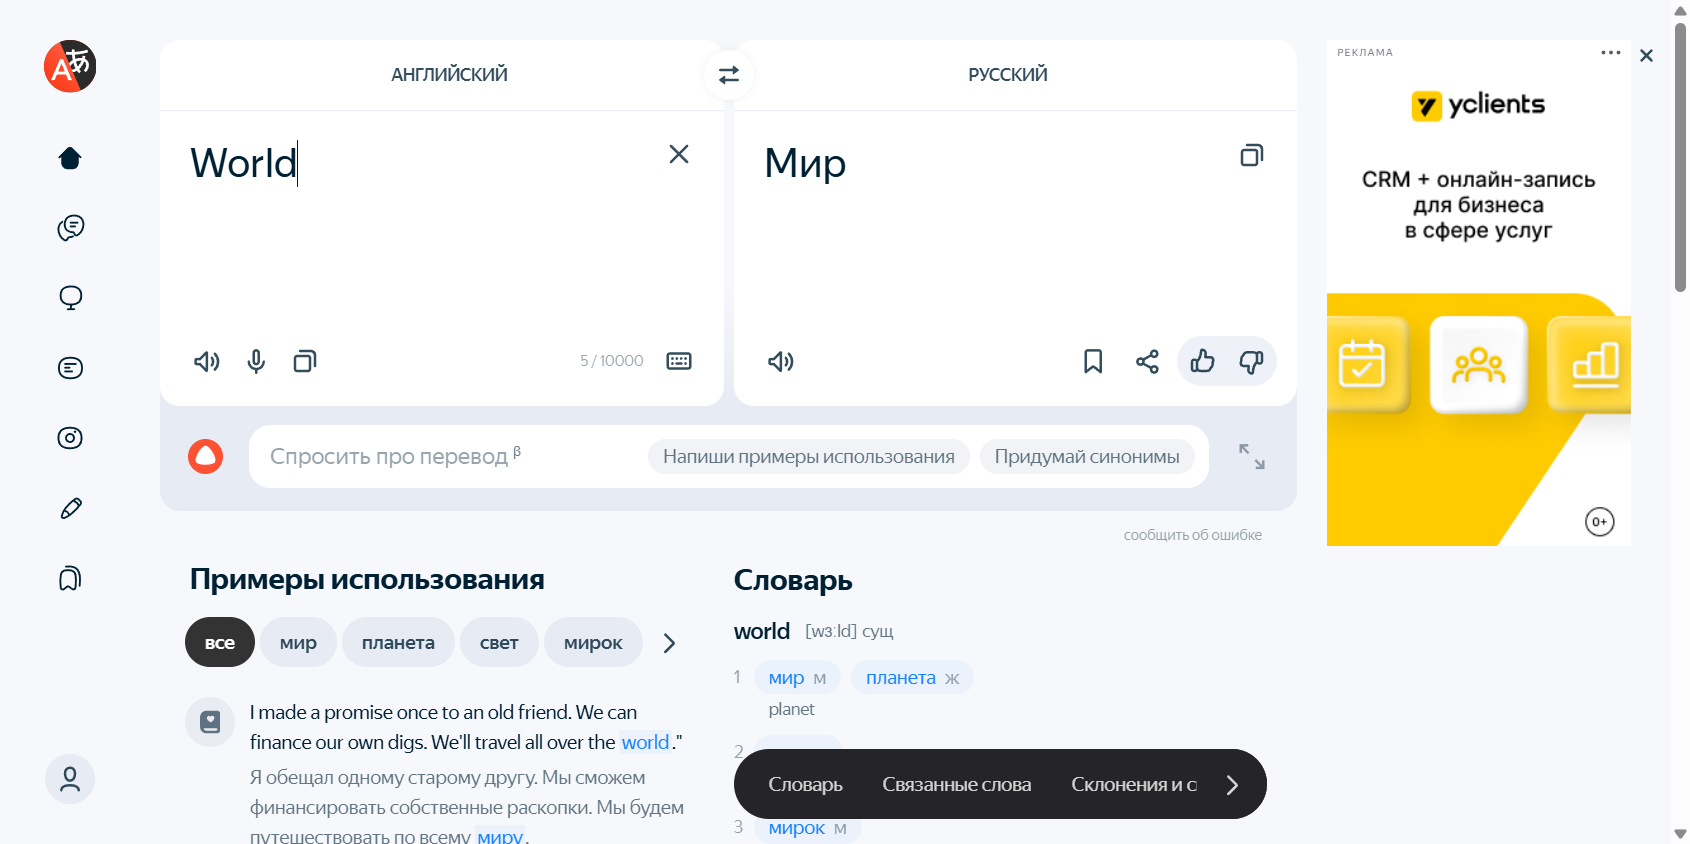 АНГЛИЙСКИЙ
РУССКИЙ
World
Мир
5 / 10000
Спросить про перевод β
Напиши примеры использования
Придумай синонимы
сообщить об ошибке
Примеры использования
все
мир
планета
свет
мирок
I made a promise once to an old friend. We can
finance our own digs. We'll travel all over the world."
Я обещал одному старому другу. Мы сможем
финансировать собственные раскопки. Мы будем
путешествовать по всему миру.
Словарь
world [wɜːld] сущ
1 мир м планета ж
planet
2
3 мирок м
Словарь
Связанные слова
Склонения и с
РЕКЛАМА
yclients
CRM + онлайн-запись
для бизнеса
в сфере услуг
0+